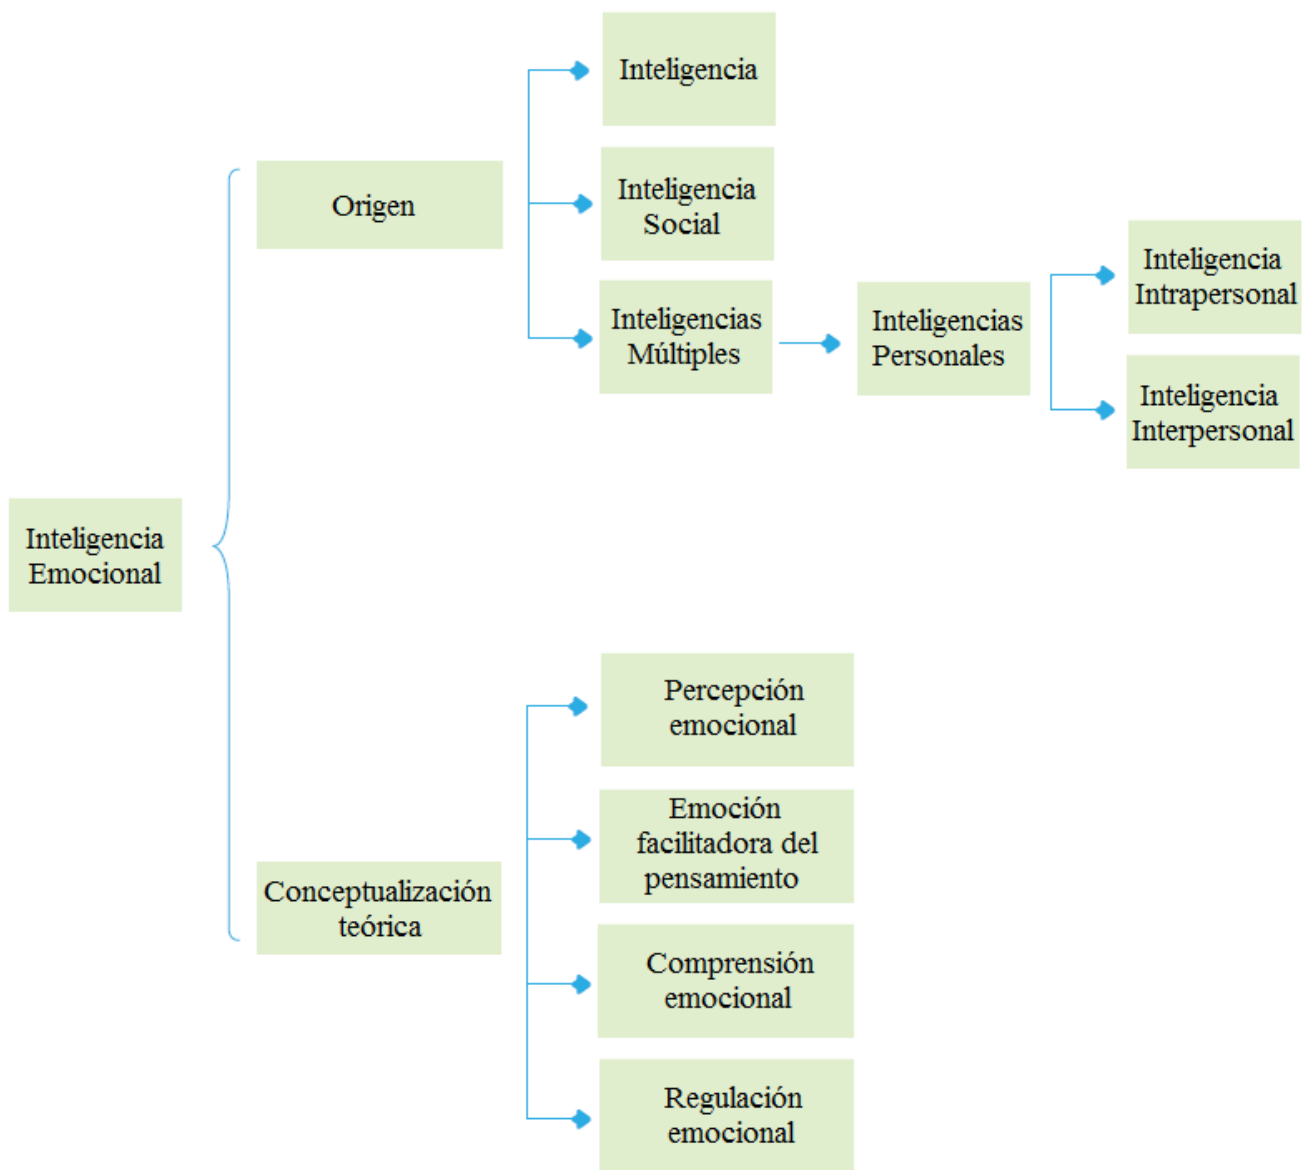 Inteligencia
Emocional
Origen
Inteligencia
Inteligencia
Social
Inteligencias
Múltiples
Inteligencias
Personales
Inteligencia
Intrapersonal
Inteligencia
Interpersonal
Conceptualización
teórica
Percepción
emocional
Emoción
facilitadora del
pensamiento
Comprensión
emocional
Regulación
emocional